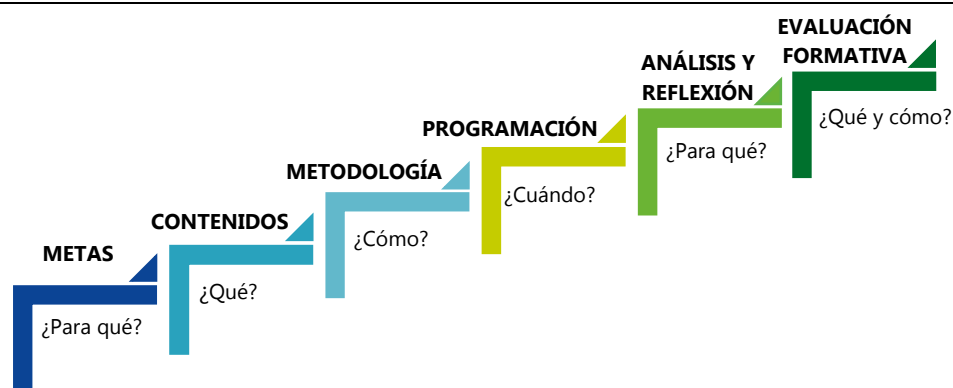 METAS
¿Para qué?
CONTENIDOS
¿Qué?
METODOLOGÍA
¿Cómo?
PROGRAMACIÓN
¿Cuándo?
ANÁLISIS Y
REFLEXIÓN
¿Para qué?
EVALUACIÓN
FORMATIVA
¿Qué y cómo?